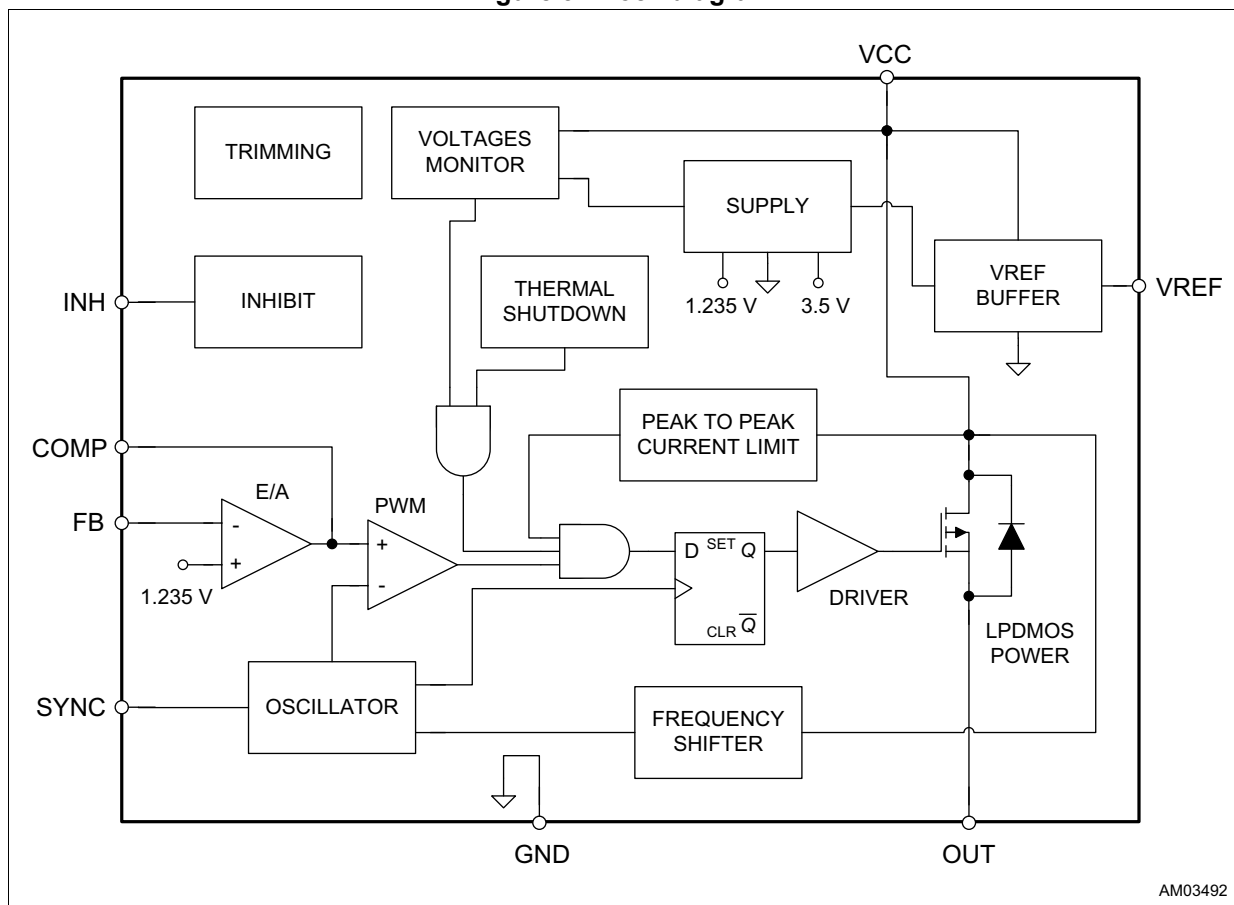 VCC
TRIMMING
VOLTAGES
MONITOR
SUPPLY
1.235 V
3.5 V
VREF
BUFFER
VREF
INH
INHIBIT
THERMAL
SHUTDOWN
PEAK TO PEAK
CURRENT LIMIT
COMP
FB
E/A
-
+
1.235 V
PWM
+
-
D SET Q
CLR Q̅
DRIVER
LPDMOS
POWER
SYNC
OSCILLATOR
FREQUENCY
SHIFTER
GND
OUT
AM03492